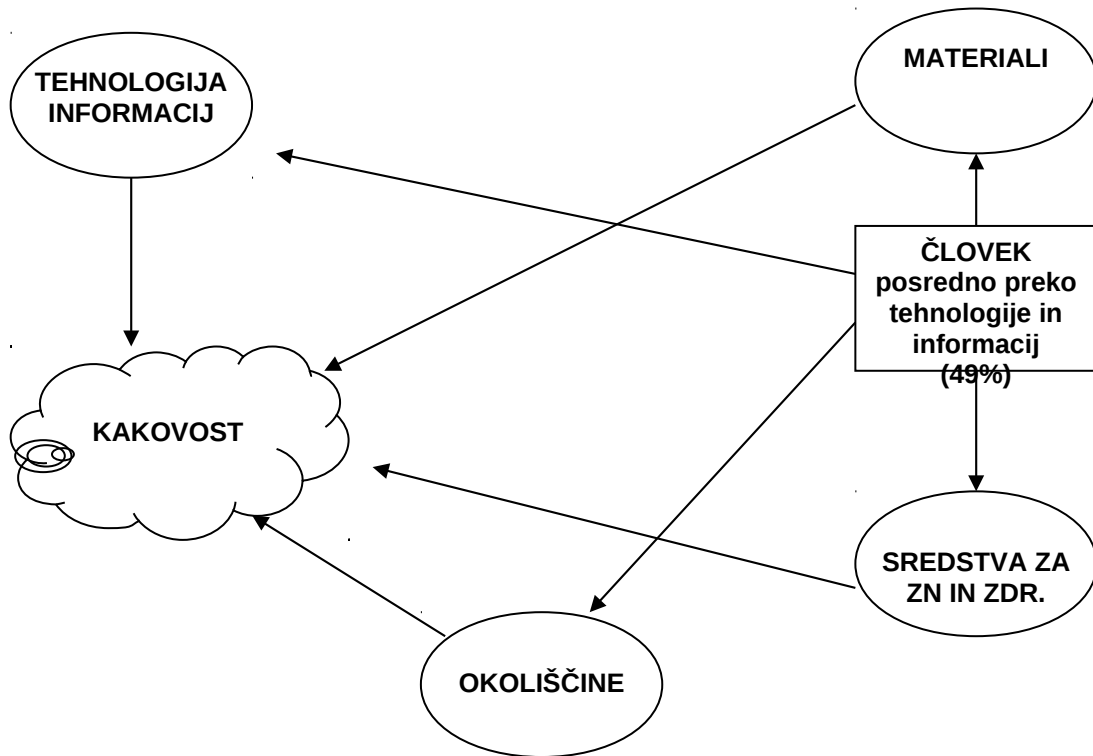 TEHNOLOGIJA
INFORMACIJ
MATERIALI
ČLOVEK
posredno preko
tehnologije in
informacij
(49%)
KAKOVOST
SREDSTVA ZA
ZN IN ZDR.
OKOLIŠČINE